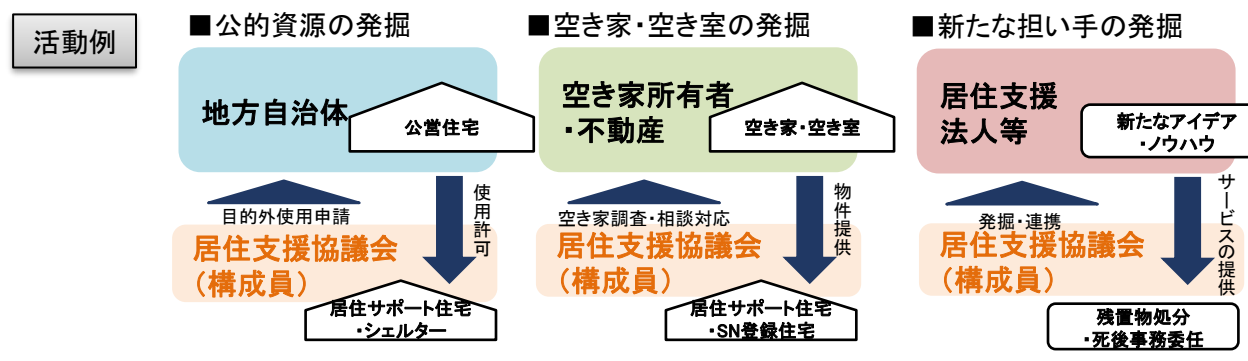 活動例
■公的資源の発掘
地方自治体
公営住宅
目的外使用申請
使用許可
居住支援協議会
(構成員)
居住サポート住宅
・シェルター
■空き家・空き室の発掘
空き家所有者
・不動産
空き家・空き室
空き家調査・相談対応
物件提供
居住支援協議会
(構成員)
居住サポート住宅
・SN登録住宅
■新たな担い手の発掘
居住支援
法人等
新たなアイデア
・ノウハウ
発掘・連携
サービスの提供
居住支援協議会
(構成員)
残置物処分
・死後事務委任